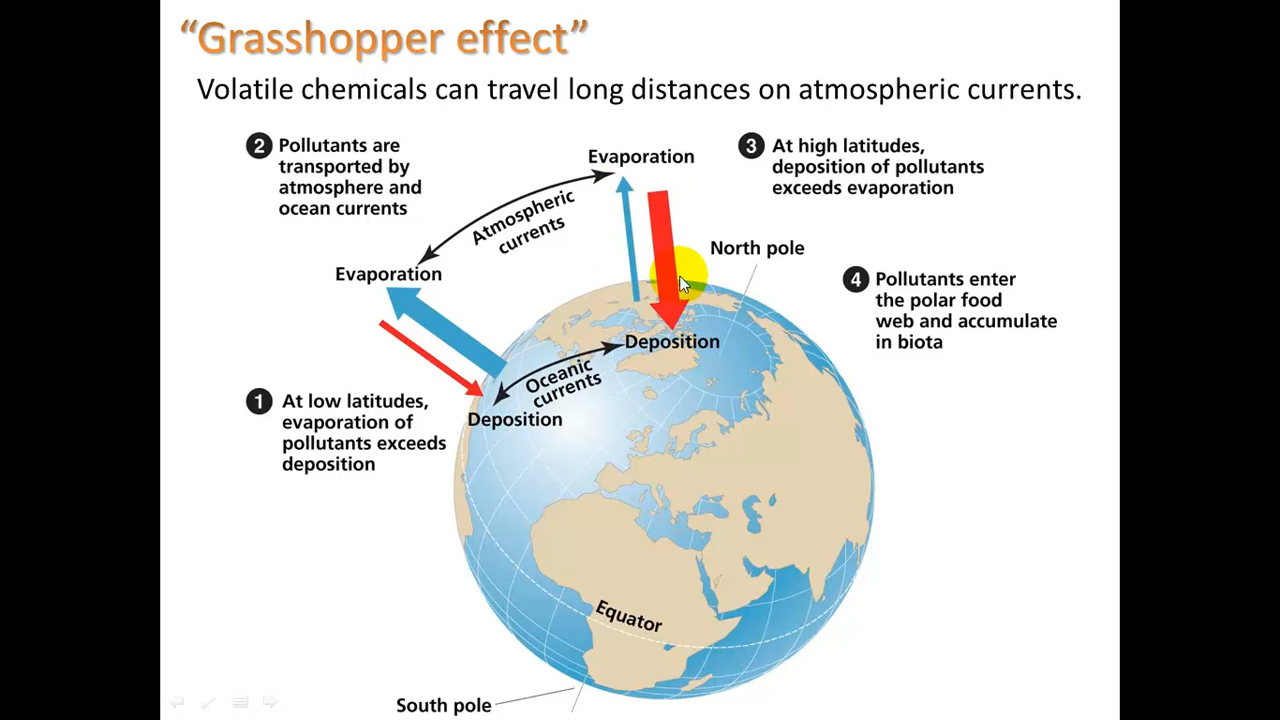 “Grasshopper effect”
Volatile chemicals can travel long distances on atmospheric currents.
2 Pollutants are
transported by
atmosphere and
ocean currents
Evaporation
3 At high latitudes,
deposition of pollutants
exceeds evaporation
Atmospheric
currents
North pole
Evaporation
4 Pollutants enter
the polar food
web and accumulate
in biota
Deposition
Oceanic
currents
1 At low latitudes,
evaporation of
pollutants exceeds
deposition
Deposition
Equator
South pole